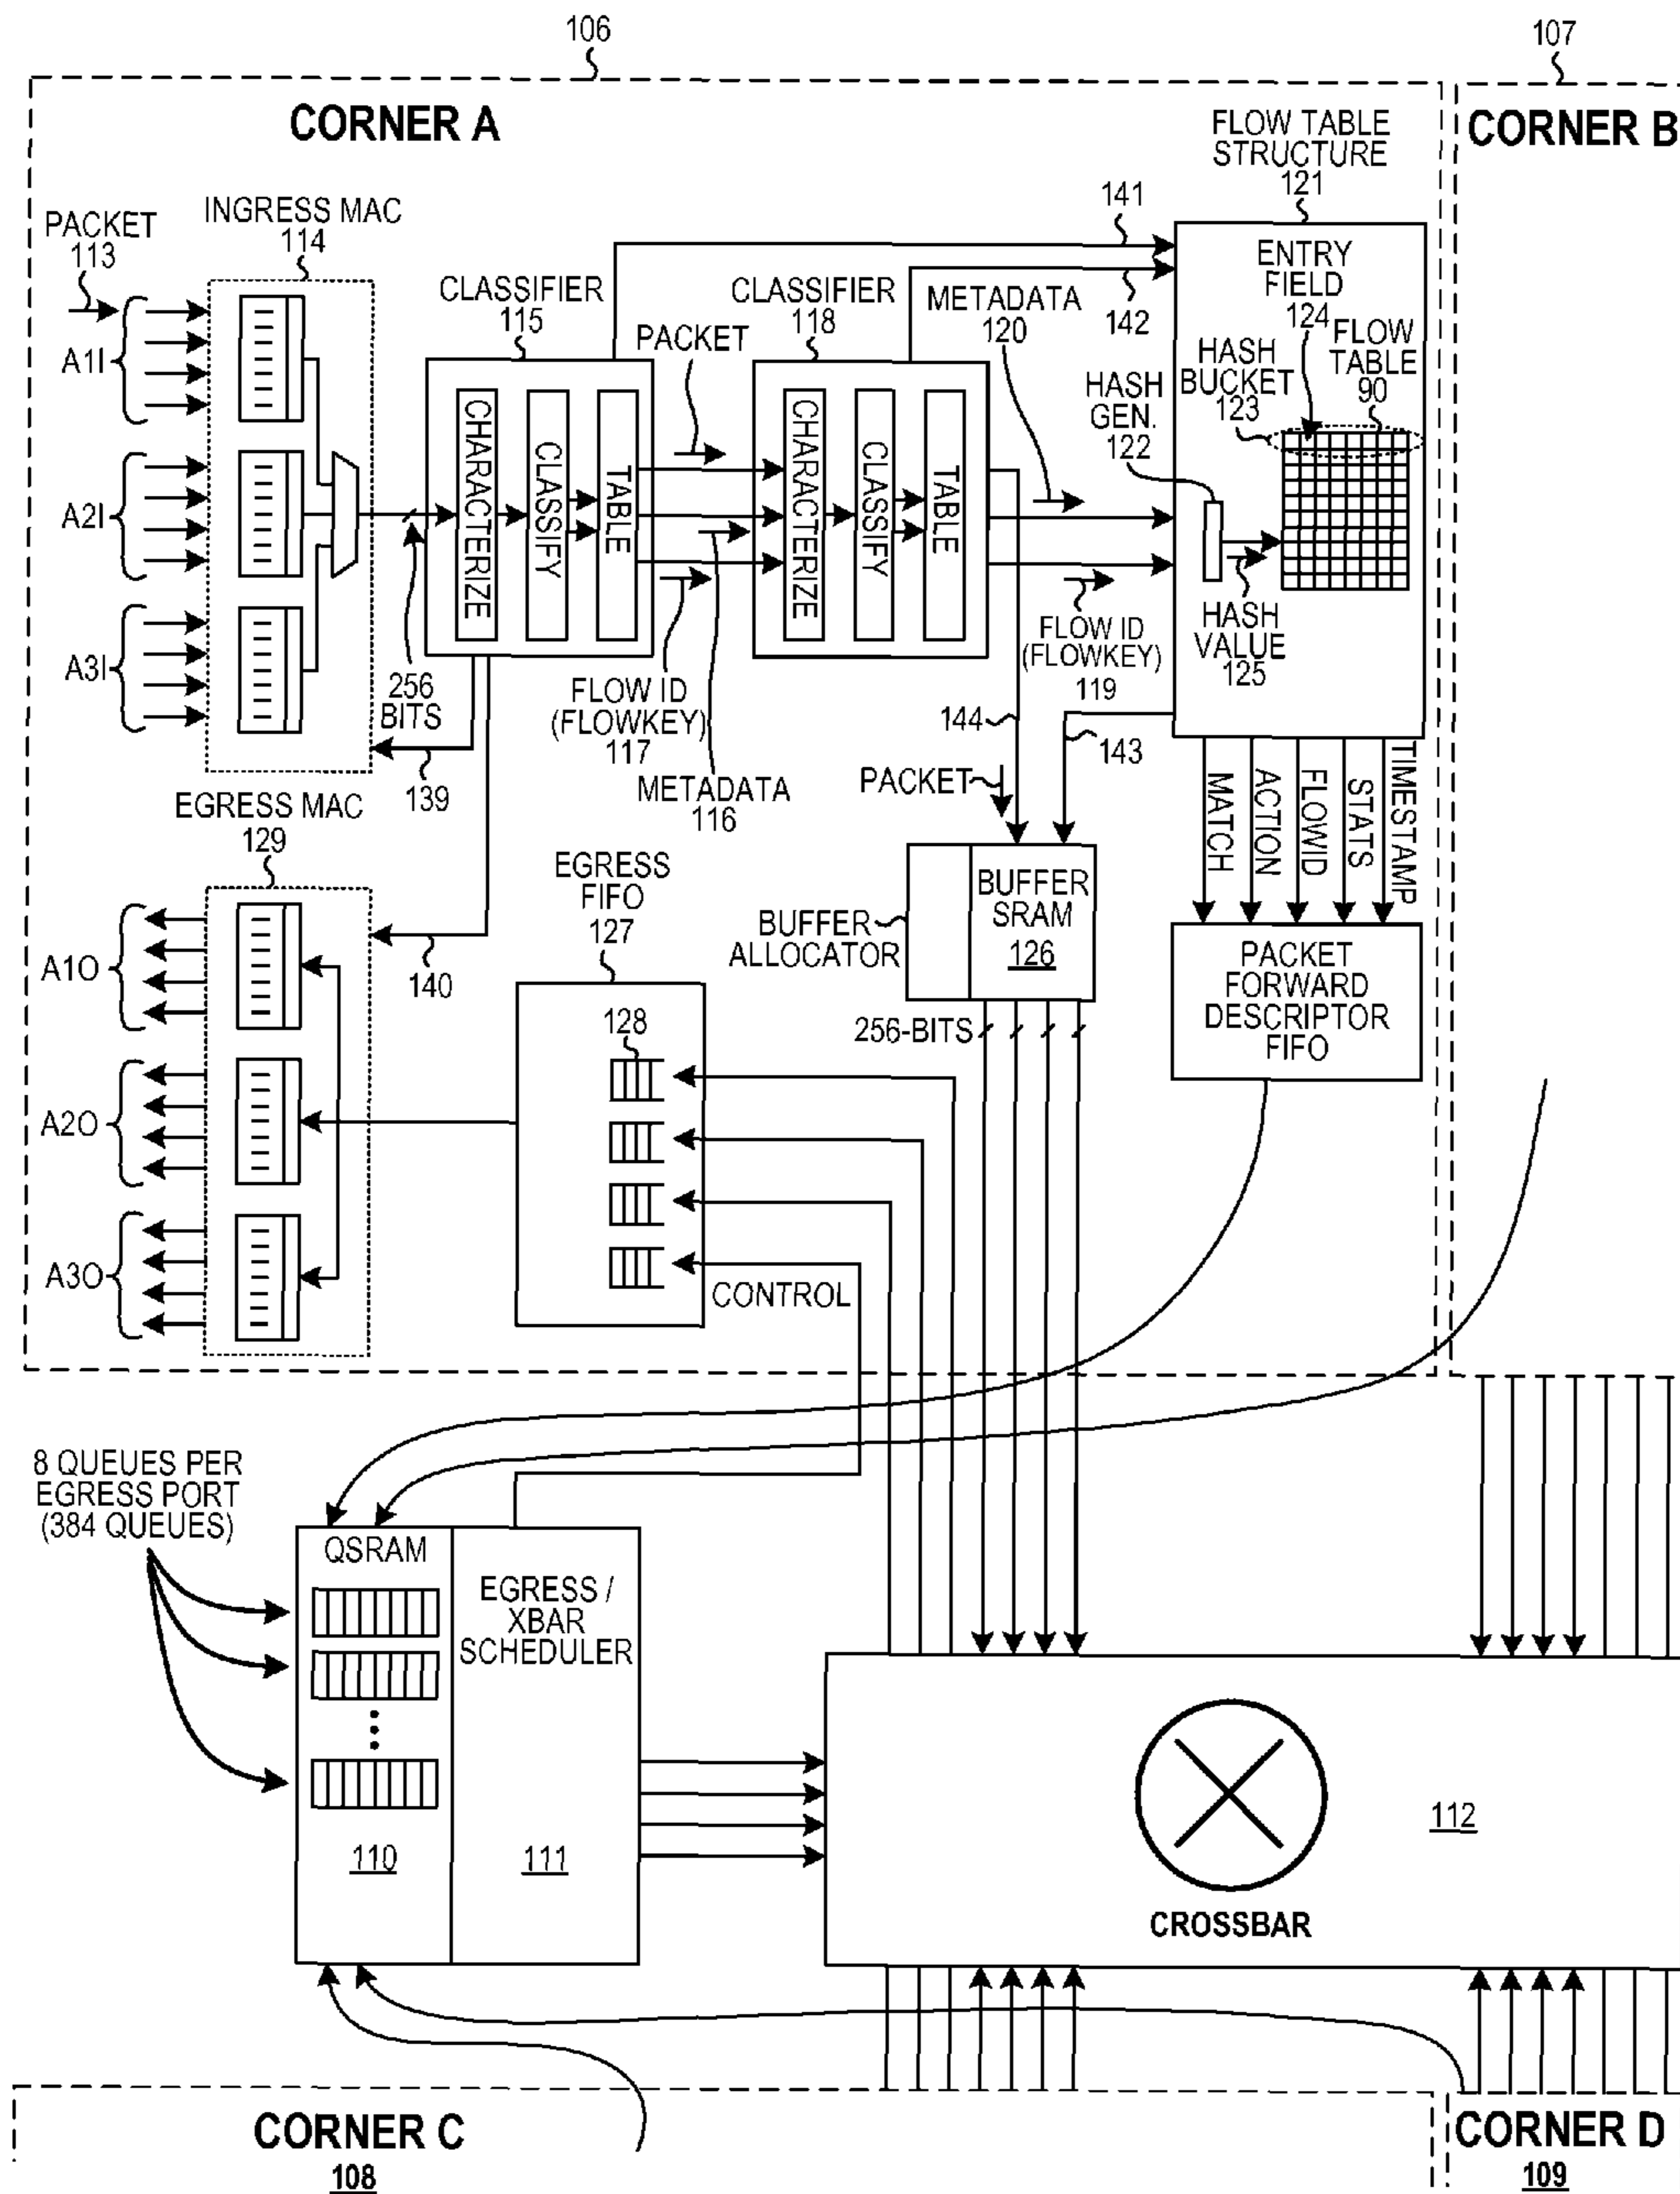 106
107
CORNER A
CORNER B
FLOW TABLE
STRUCTURE
121
PACKET
113
INGRESS MAC
114
141
142
CLASSIFIER
115
CLASSIFIER
118
PACKET
METADATA
120
ENTRY
FIELD
124
FLOW
TABLE
90
HASH
BUCKET
123
HASH
GEN.
122
A1I
A2I
A3I
CHARACTERIZE
CLASSIFY
TABLE
CHARACTERIZE
CLASSIFY
TABLE
256
BITS
FLOW ID
(FLOWKEY)
117
METADATA
116
FLOW ID
(FLOWKEY)
119
HASH
VALUE
125
139
144
143
PACKET
MATCH
ACTION
FLOWID
STATS
TIMESTAMP
EGRESS MAC
129
140
EGRESS
FIFO
127
128
BUFFER
ALLOCATOR
BUFFER
SRAM
126
256-BITS
PACKET
FORWARD
DESCRIPTOR
FIFO
A1O
A2O
A3O
CONTROL
8 QUEUES PER
EGRESS PORT
(384 QUEUES)
QSRAM
110
EGRESS /
XBAR
SCHEDULER
111
112
CROSSBAR
CORNER C
108
CORNER D
109